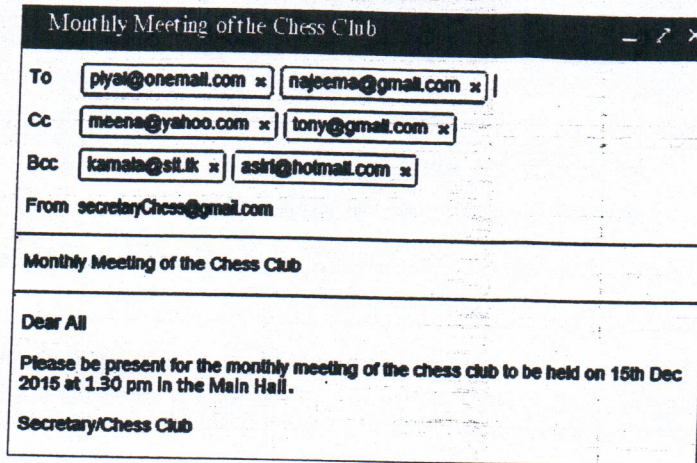 Monthly Meeting of the Chess Club
To piyal@onemail.com × najeema@gmail.com ×
Cc meena@yahoo.com × tony@gmail.com ×
Bcc kamala@slt.lk × asiri@hotmail.com ×
From secretaryChess@gmail.com
Monthly Meeting of the Chess Club
Dear All
Please be present for the monthly meeting of the chess club to be held on 15th Dec
2015 at 1.30 pm in the Main Hall.
Secretary/Chess Club